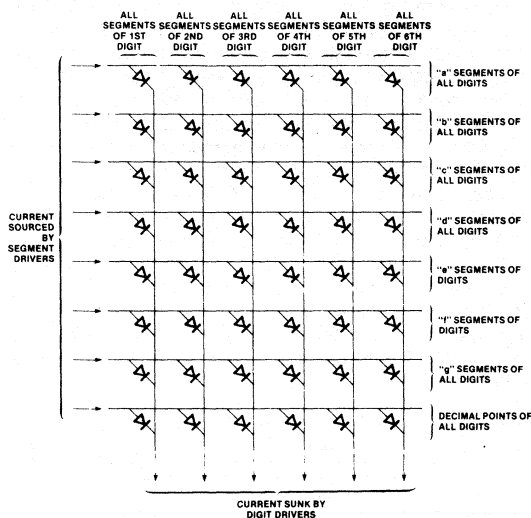 ALL SEGMENTS OF 1ST DIGIT
ALL SEGMENTS OF 2ND DIGIT
ALL SEGMENTS OF 3RD DIGIT
ALL SEGMENTS OF 4TH DIGIT
ALL SEGMENTS OF 5TH DIGIT
ALL SEGMENTS OF 6TH DIGIT
"a" SEGMENTS OF
ALL DIGITS
"b" SEGMENTS OF
ALL DIGITS
"c" SEGMENTS OF
ALL DIGITS
CURRENT
SOURCED
BY
SEGMENT
DRIVERS
"d" SEGMENTS OF
ALL DIGITS
"e" SEGMENTS OF
DIGITS
"f" SEGMENTS OF
DIGITS
"g" SEGMENTS OF
ALL DIGITS
DECIMAL POINTS OF
ALL DIGITS
CURRENT SUNK BY
DIGIT DRIVERS